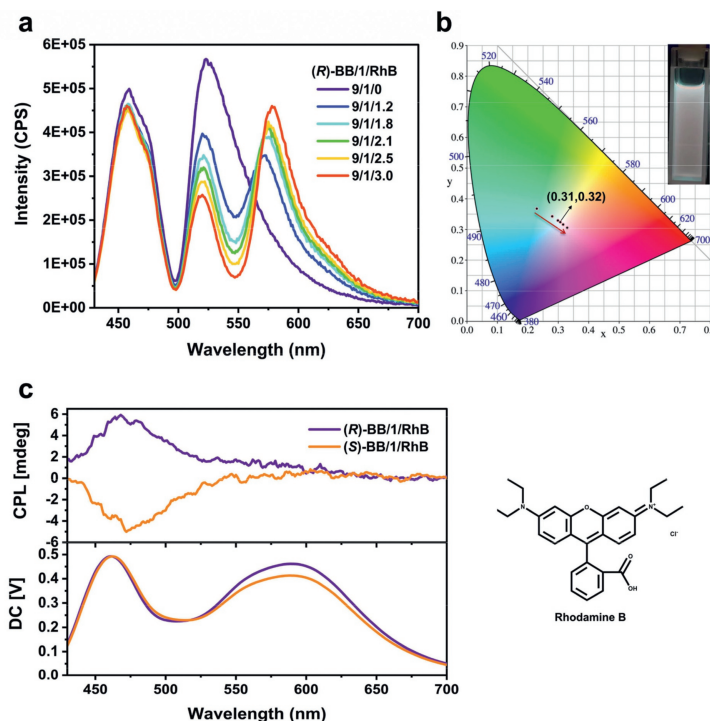 a
(R)-BB/1/RhB
9/1/0
9/1/1.2
9/1/1.8
9/1/2.1
9/1/2.5
9/1/3.0
6E+05
5E+05
4E+05
3E+05
2E+05
1E+05
0E+00
Intensity (CPS)
450 500 550 600 650 700
Wavelength (nm)
b
0.9
0.8
0.7
0.6
0.5
0.4
0.3
0.2
0.1
0.0
y
520
540
560
580
600
620
700
500
490
480
470
460
380
(0.31,0.32)
0.0 0.1 0.2 0.3 0.4 0.5 0.6 0.7 0.8
x
c
(R)-BB/1/RhB
(S)-BB/1/RhB
6
4
2
0
-2
-4
-6
CPL [mdeg]
0.5
0.4
0.3
0.2
0.1
0.0
DC [V]
450 500 550 600 650 700
Wavelength (nm)
N
O
N+
Cl-
O
OH
Rhodamine B